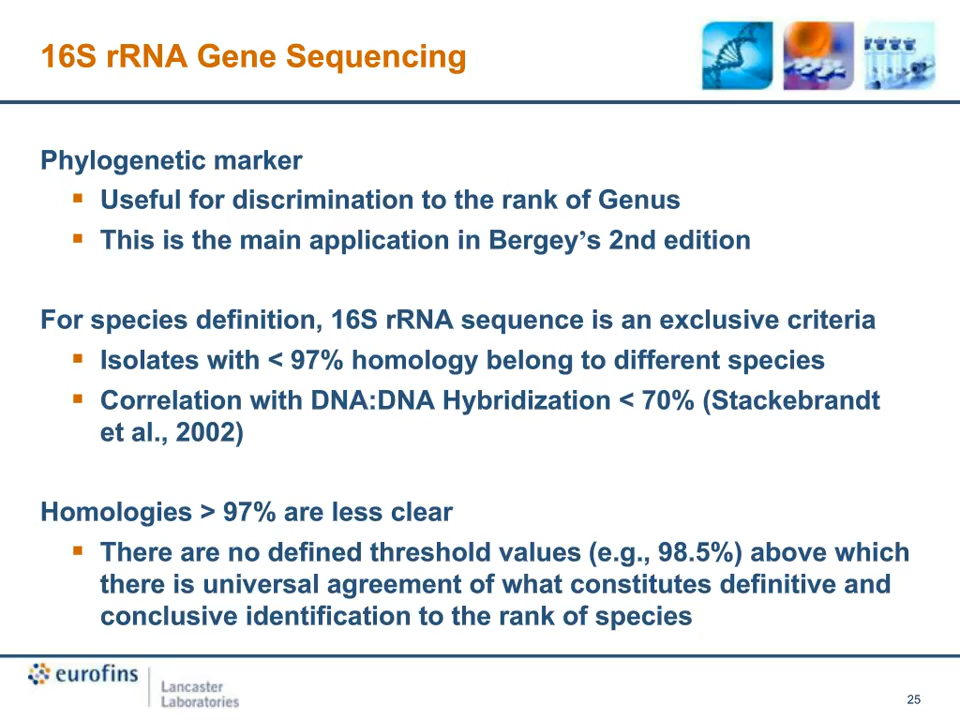 16S rRNA Gene Sequencing
Phylogenetic marker
Useful for discrimination to the rank of Genus
This is the main application in Bergey’s 2nd edition
For species definition, 16S rRNA sequence is an exclusive criteria
Isolates with < 97% homology belong to different species
Correlation with DNA:DNA Hybridization < 70% (Stackebrandt
et al., 2002)
Homologies > 97% are less clear
There are no defined threshold values (e.g., 98.5%) above which
there is universal agreement of what constitutes definitive and
conclusive identification to the rank of species
eurofins
Lancaster
Laboratories
25